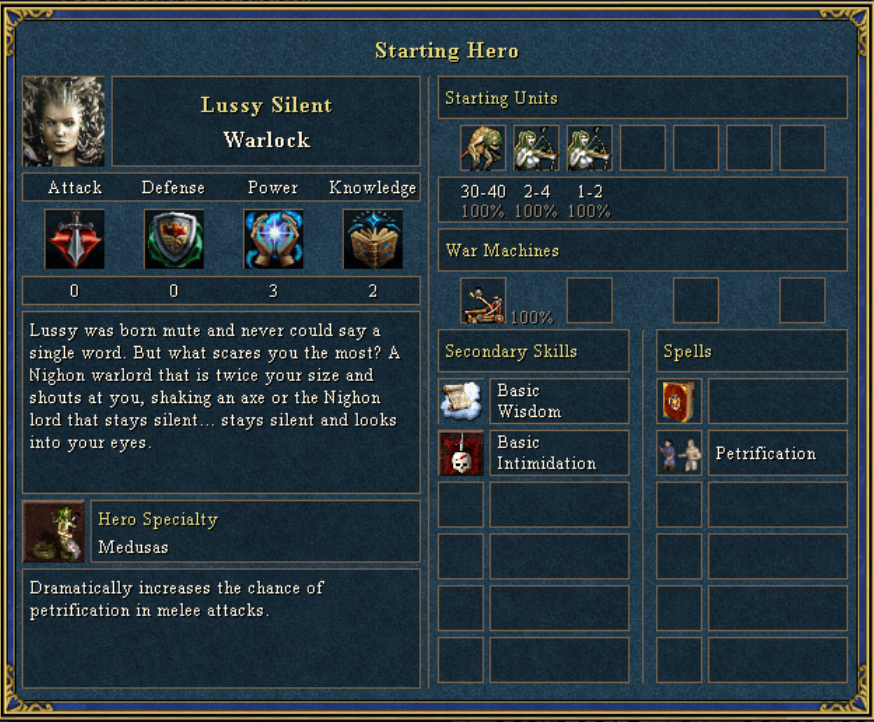 Starting Hero
Lussy Silent
Warlock
Attack Defense Power Knowledge
0 0 3 2
Lussy was born mute and never could say a
single word. But what scares you the most? A
Nighon warlord that is twice your size and
shouts at you, shaking an axe or the Nighon
lord that stays silent... stays silent and looks
into your eyes.
Hero Specialty
Medusas
Dramatically increases the chance of
petrification in melee attacks.
Starting Units
30-40 2-4 1-2
100% 100% 100%
War Machines
100%
Secondary Skills
Basic
Wisdom
Basic
Intimidation
Spells
Petrification